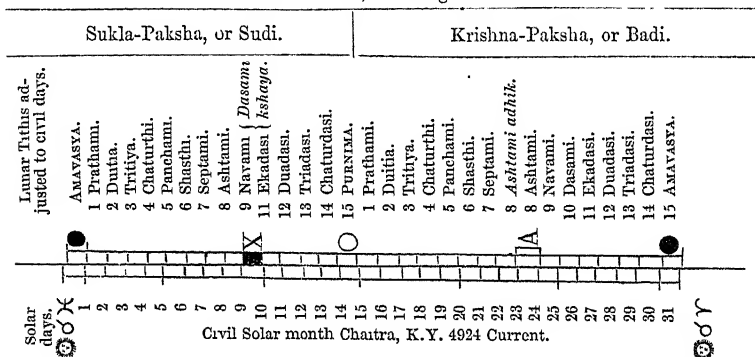 Sukla-Paksha, or Sudi.
Krishna-Paksha, or Badi.
Lunar Tithis ad-
justed to civil days.
AMAVASYA.
1 Prathami.
2 Duitia.
3 Tritiya.
4 Chaturthi.
5 Panchami.
6 Shasthi.
7 Septami.
8 Ashtami.
9 Navami { Dasami
11 Ekadasi { kshaya.
12 Duadasi.
13 Triadasi.
14 Chaturdasi.
15 PURNIMA.
1 Prathami.
2 Duitia.
3 Tritiya.
4 Chaturthi.
5 Panchami.
6 Shasthi.
7 Septami.
8 Ashtami adhik.
8 Ashtami.
9 Navami.
10 Dasami.
11 Ekadasi.
12 Duadasi.
13 Triadasi.
14 Chaturdasi.
15 AMAVASYA.
X
A
Solar
days.
☌ ♓
1 2 3 4 5 6 7 8 9 10 11 12 13 14 15 16 17 18 19 20 21 22 23 24 25 26 27 28 29 30 31
☌ ♈
Civil Solar month Chaitra, K.Y. 4924 Current.